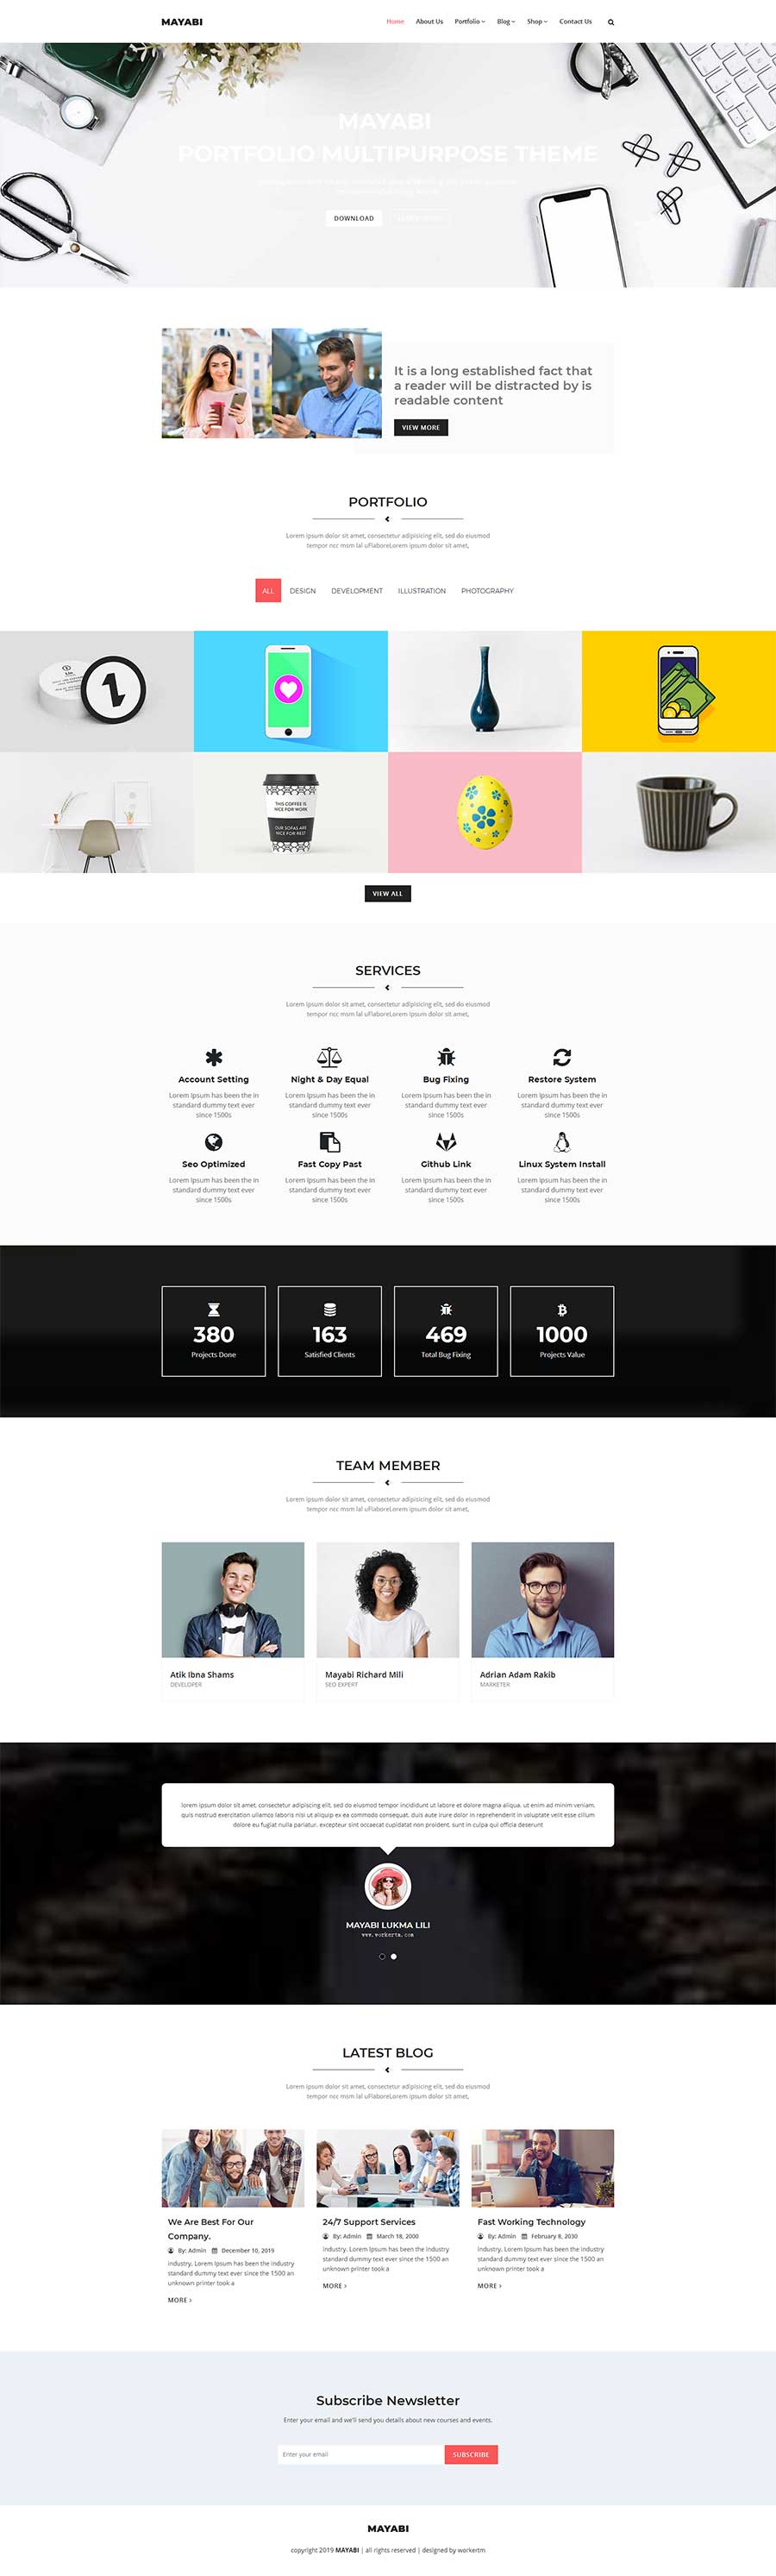 MAYABI
Home About Us Portfolio Blog Shop Contact Us
MAYABI
PORTFOLIO MULTIPURPOSE THEME
DOWNLOAD
It is a long established fact that
a reader will be distracted by is
readable content
VIEW MORE
PORTFOLIO
Lorem ipsum dolor sit amet, consectetur adipisicing elit, sed do eiusmod
tempor ncc msm lal uFlaboreLorem ipsum dolor sit amet,
ALL DESIGN DEVELOPMENT ILLUSTRATION PHOTOGRAPHY
THIS COFFEE IS
NICE FOR WORK
OUR SOFAS ARE
NICE FOR REST
VIEW ALL
SERVICES
Lorem ipsum dolor sit amet, consectetur adipisicing elit, sed do eiusmod
tempor ncc msm lal uFlaboreLorem ipsum dolor sit amet,
Account Setting Night & Day Equal Bug Fixing Restore System
Lorem Ipsum has been the in Lorem Ipsum has been the in Lorem Ipsum has been the in Lorem Ipsum has been the in
standard dummy text ever standard dummy text ever standard dummy text ever standard dummy text ever
since 1500s since 1500s since 1500s since 1500s
Seo Optimized Fast Copy Past Github Link Linux System Install
Lorem Ipsum has been the in Lorem Ipsum has been the in Lorem Ipsum has been the in Lorem Ipsum has been the in
standard dummy text ever standard dummy text ever standard dummy text ever standard dummy text ever
since 1500s since 1500s since 1500s since 1500s
380 163 469 1000
Projects Done Satisfied Clients Total Bug Fixing Projects Value
TEAM MEMBER
Lorem ipsum dolor sit amet, consectetur adipisicing elit, sed do eiusmod
tempor ncc msm lal uFlaboreLorem ipsum dolor sit amet,
Atik Ibna Shams Mayabi Richard Mili Adrian Adam Rakib
DEVELOPER SEO EXPERT MARKETER
lorem ipsum dolor sit amet, consectetur adipiscing elit, sed do eiusmod tempor incididunt ut labore et dolore magna aliqua. ut enim ad minim veniam,
quis nostrud exercitation ullamco laboris nisi ut aliquip ex ea commodo consequat. duis aute irure dolor in reprehenderit in voluptate velit esse cillum
dolore eu fugiat nulla pariatur. excepteur sint occaecat cupidatat non proident, sunt in culpa qui officia deserunt
MAYABI LUKMA LILI
www.workertm.com
LATEST BLOG
Lorem ipsum dolor sit amet, consectetur adipisicing elit, sed do eiusmod
tempor ncc msm lal uFlaboreLorem ipsum dolor sit amet,
We Are Best For Our
Company.
By: Admin December 10, 2019
industry. Lorem Ipsum has been the industry
standard dummy text ever since the 1500 an
unknown printer took a
MORE >
24/7 Support Services
By: Admin March 18, 2000
industry. Lorem Ipsum has been the industry
standard dummy text ever since the 1500 an
unknown printer took a
MORE >
Fast Working Technology
By: Admin February 8, 2030
industry. Lorem Ipsum has been the industry
standard dummy text ever since the 1500 an
unknown printer took a
MORE >
Subscribe Newsletter
Enter your email and we'll send you details about new courses and events.
Enter your email SUBSCRIBE
MAYABI
copyright 2019 MAYABI | all rights reserved | designed by workertm